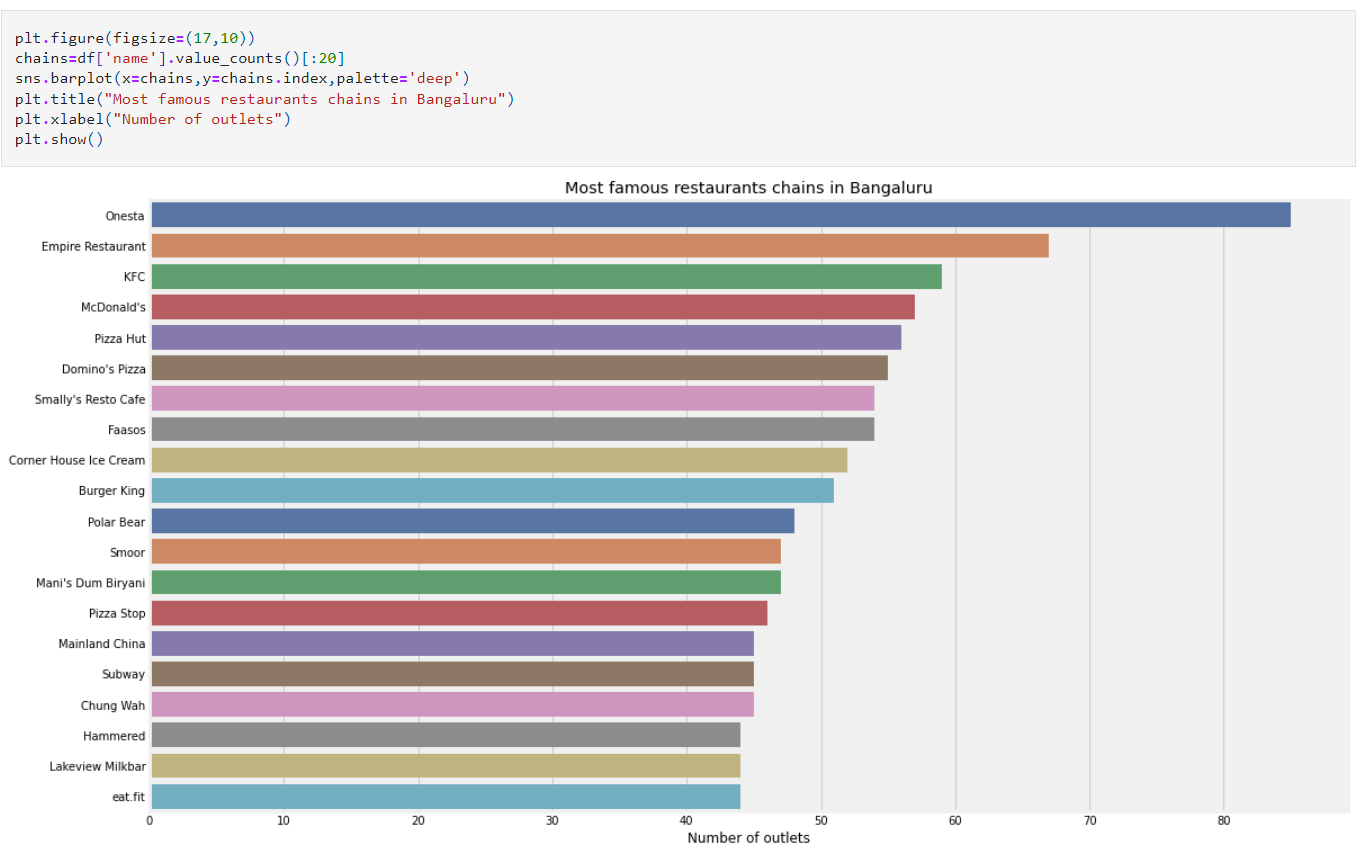 plt.figure(figsize=(17,10))
chains=df['name'].value_counts()[:20]
sns.barplot(x=chains,y=chains.index,palette='deep')
plt.title("Most famous restaurants chains in Bangaluru")
plt.xlabel("Number of outlets")
plt.show()
Most famous restaurants chains in Bangaluru
Onesta
Empire Restaurant
KFC
McDonald's
Pizza Hut
Domino's Pizza
Smally's Resto Cafe
Faasos
Corner House Ice Cream
Burger King
Polar Bear
Smoor
Mani's Dum Biryani
Pizza Stop
Mainland China
Subway
Chung Wah
Hammered
Lakeview Milkbar
eat.fit
0 10 20 30 40 50 60 70 80
Number of outlets